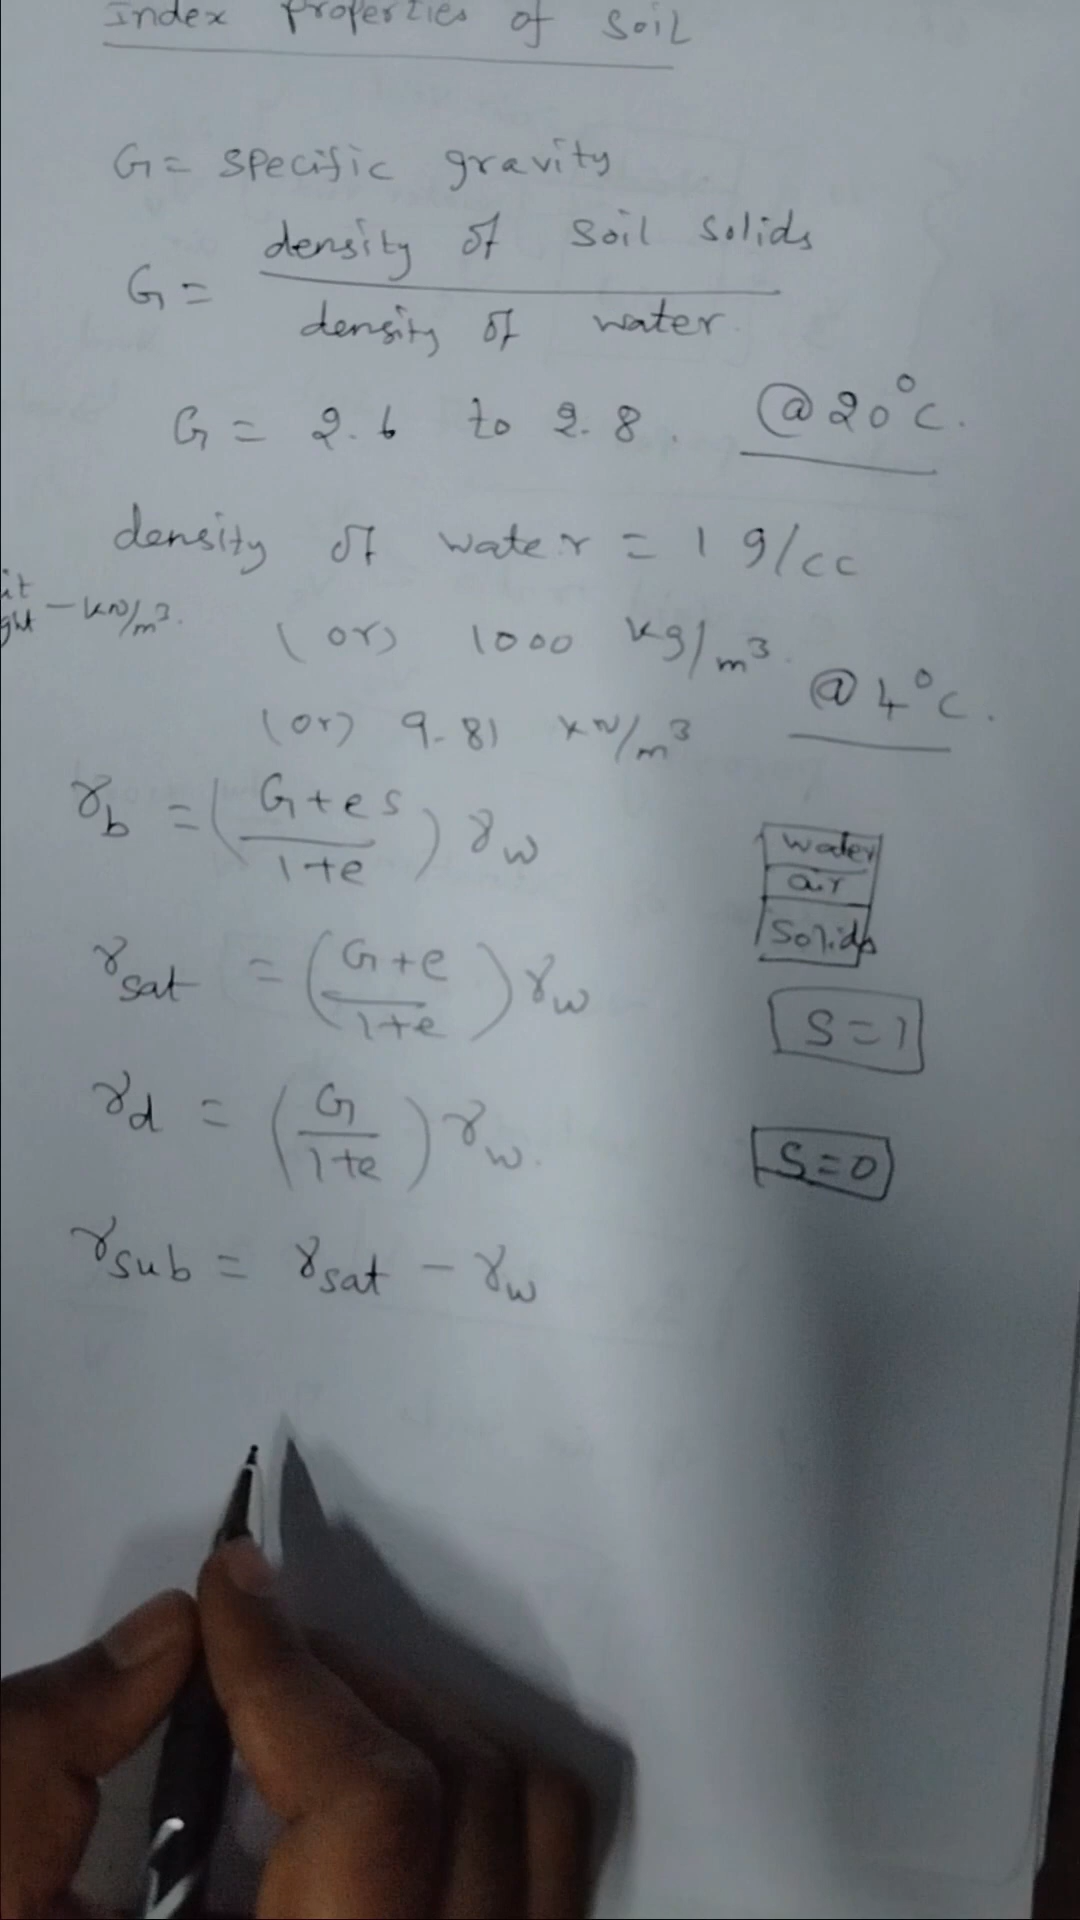 Index Properties of Soil
G = specific gravity
G = density of soil solids / density of water
G = 2.6 to 2.8. @20°C.
density of water = 1 g/cc
- kN/m³.
(or) 1000 kg/m³.
@4°C.
(or) 9.81 kN/m³
γb = (G+eS / 1+e) γw
water
air
Solids
γsat = (G+e / 1+e) γw
S=1
γd = (G / 1+e) γw.
S=0
γsub = γsat - γw